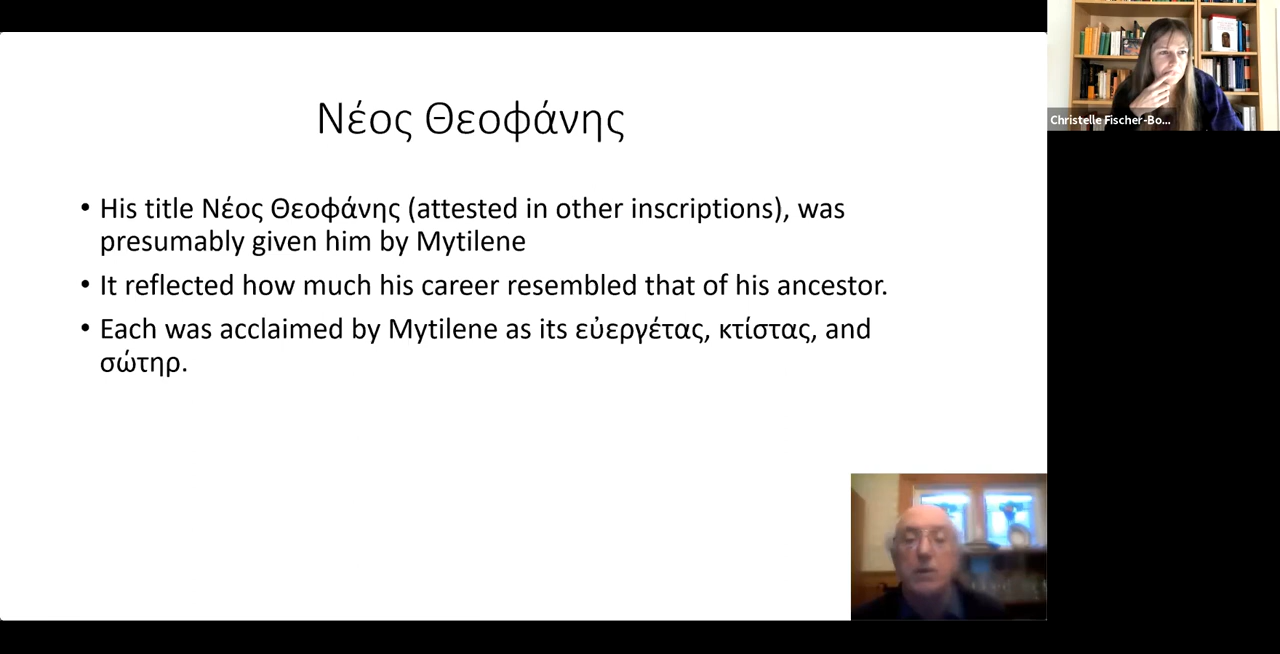 Νέος Θεοφάνης
• His title Νέος Θεοφάνης (attested in other inscriptions), was
presumably given him by Mytilene
• It reflected how much his career resembled that of his ancestor.
• Each was acclaimed by Mytilene as its εὐεργέτας, κτίστας, and
σώτηρ.
Christelle Fischer-Bo...